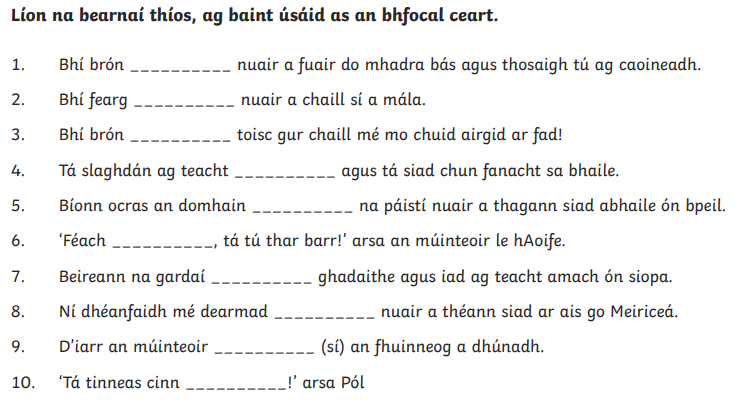 Líon na bearnaí thíos, ag baint úsáid as an bhfocal ceart.
1. Bhí brón __________ nuair a fuair do mhadra bás agus thosaigh tú ag caoineadh.
2. Bhí fearg __________ nuair a chaill sí a mála.
3. Bhí brón __________ toisc gur chaill mé mo chuid airgid ar fad!
4. Tá slaghdán ag teacht __________ agus tá siad chun fanacht sa bhaile.
5. Bíonn ocras an domhain __________ na páistí nuair a thagann siad abhaile ón bpeil.
6. ‘Féach __________, tá tú thar barr!’ arsa an múinteoir le hAoife.
7. Beireann na gardaí __________ ghadaithe agus iad ag teacht amach ón siopa.
8. Ní dhéanfaidh mé dearmad __________ nuair a théann siad ar ais go Meiriceá.
9. D’iarr an múinteoir __________ (sí) an fhuinneog a dhúnadh.
10. ‘Tá tinneas cinn __________!’ arsa Pól